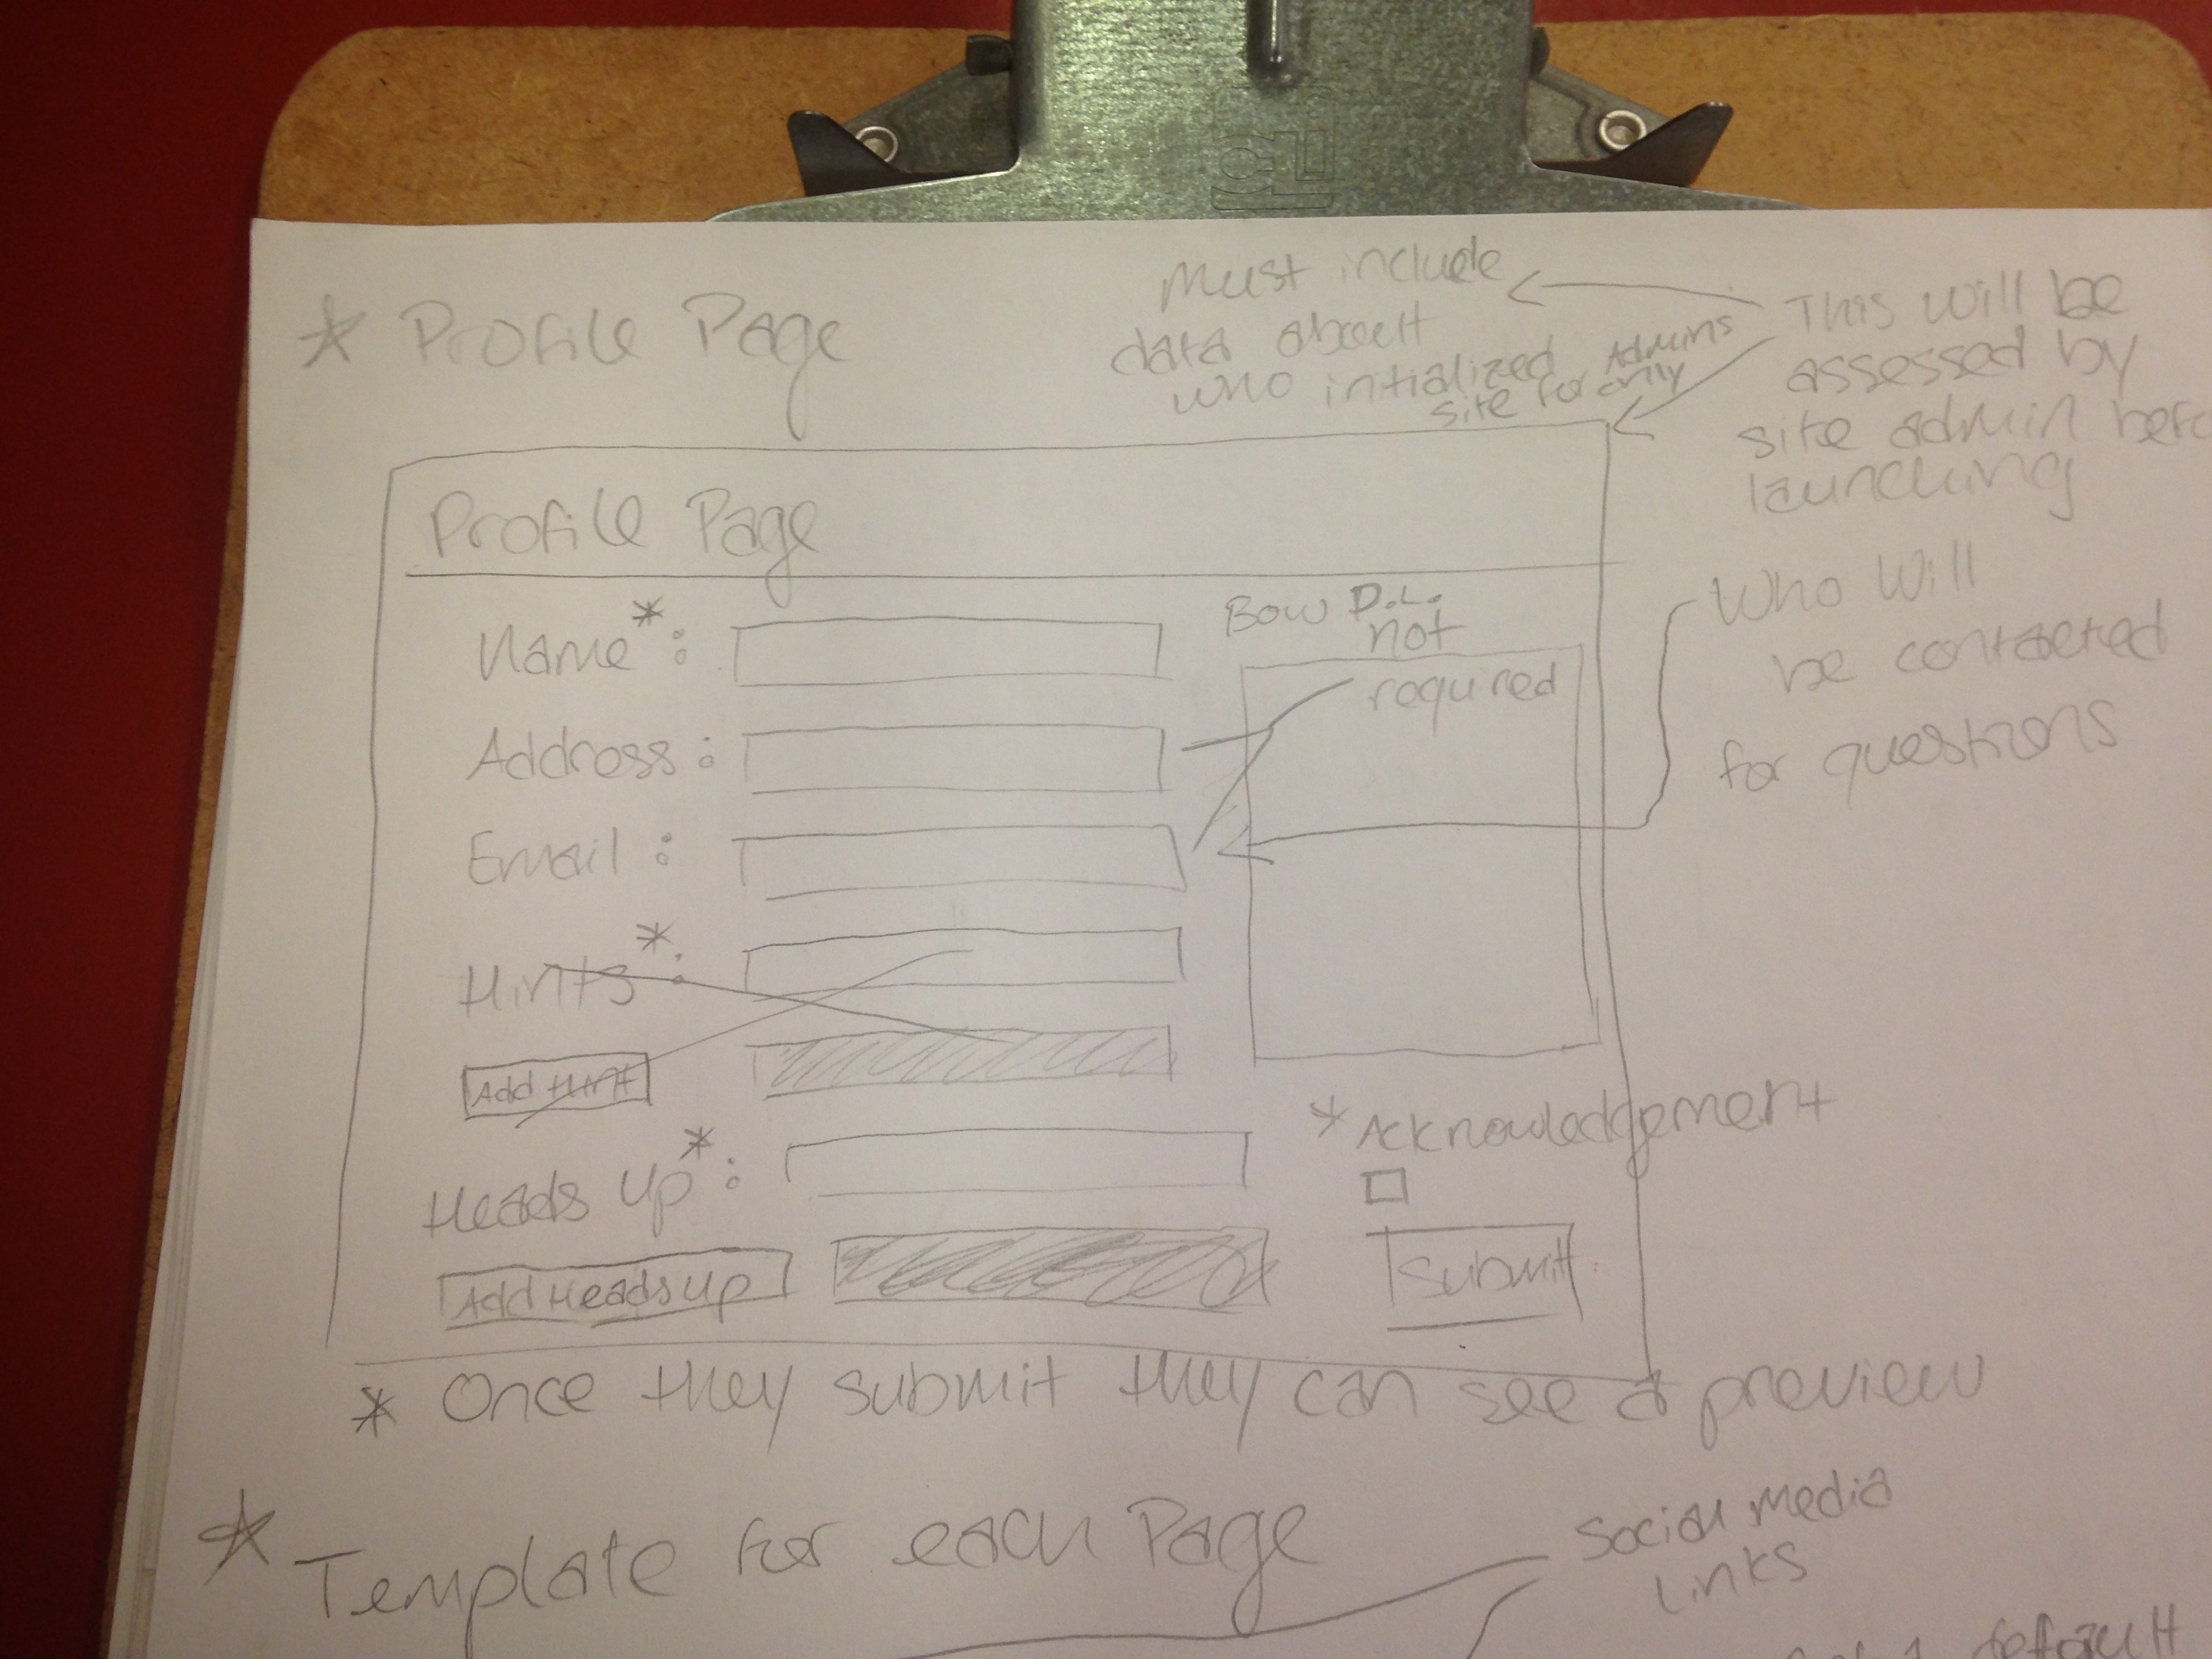 * Profile Page
Must include
data about
who initialized
site for Admins
only
This will be
assessed by
site admin befo
launching
Profile Page
Name*:
Address:
Email:
Hints*:
Add Hint
Heads Up*:
Add Heads Up
D.L.
not
required
Who will
be contacted
for questions
* Acknowledgement
Submit
* Once they submit they can see a preview
* Template for each Page
Social media
Links
default